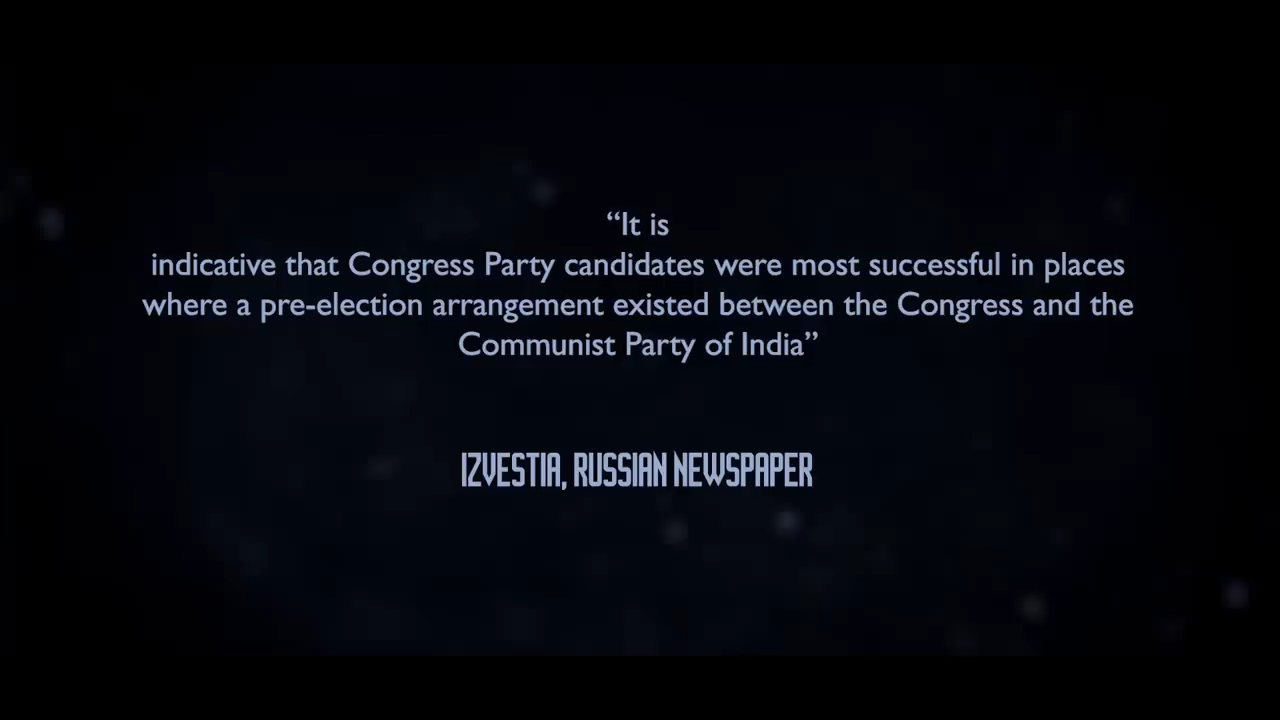 “It is
indicative that Congress Party candidates were most successful in places
where a pre-election arrangement existed between the Congress and the
Communist Party of India”
IZVESTIA, RUSSIAN NEWSPAPER